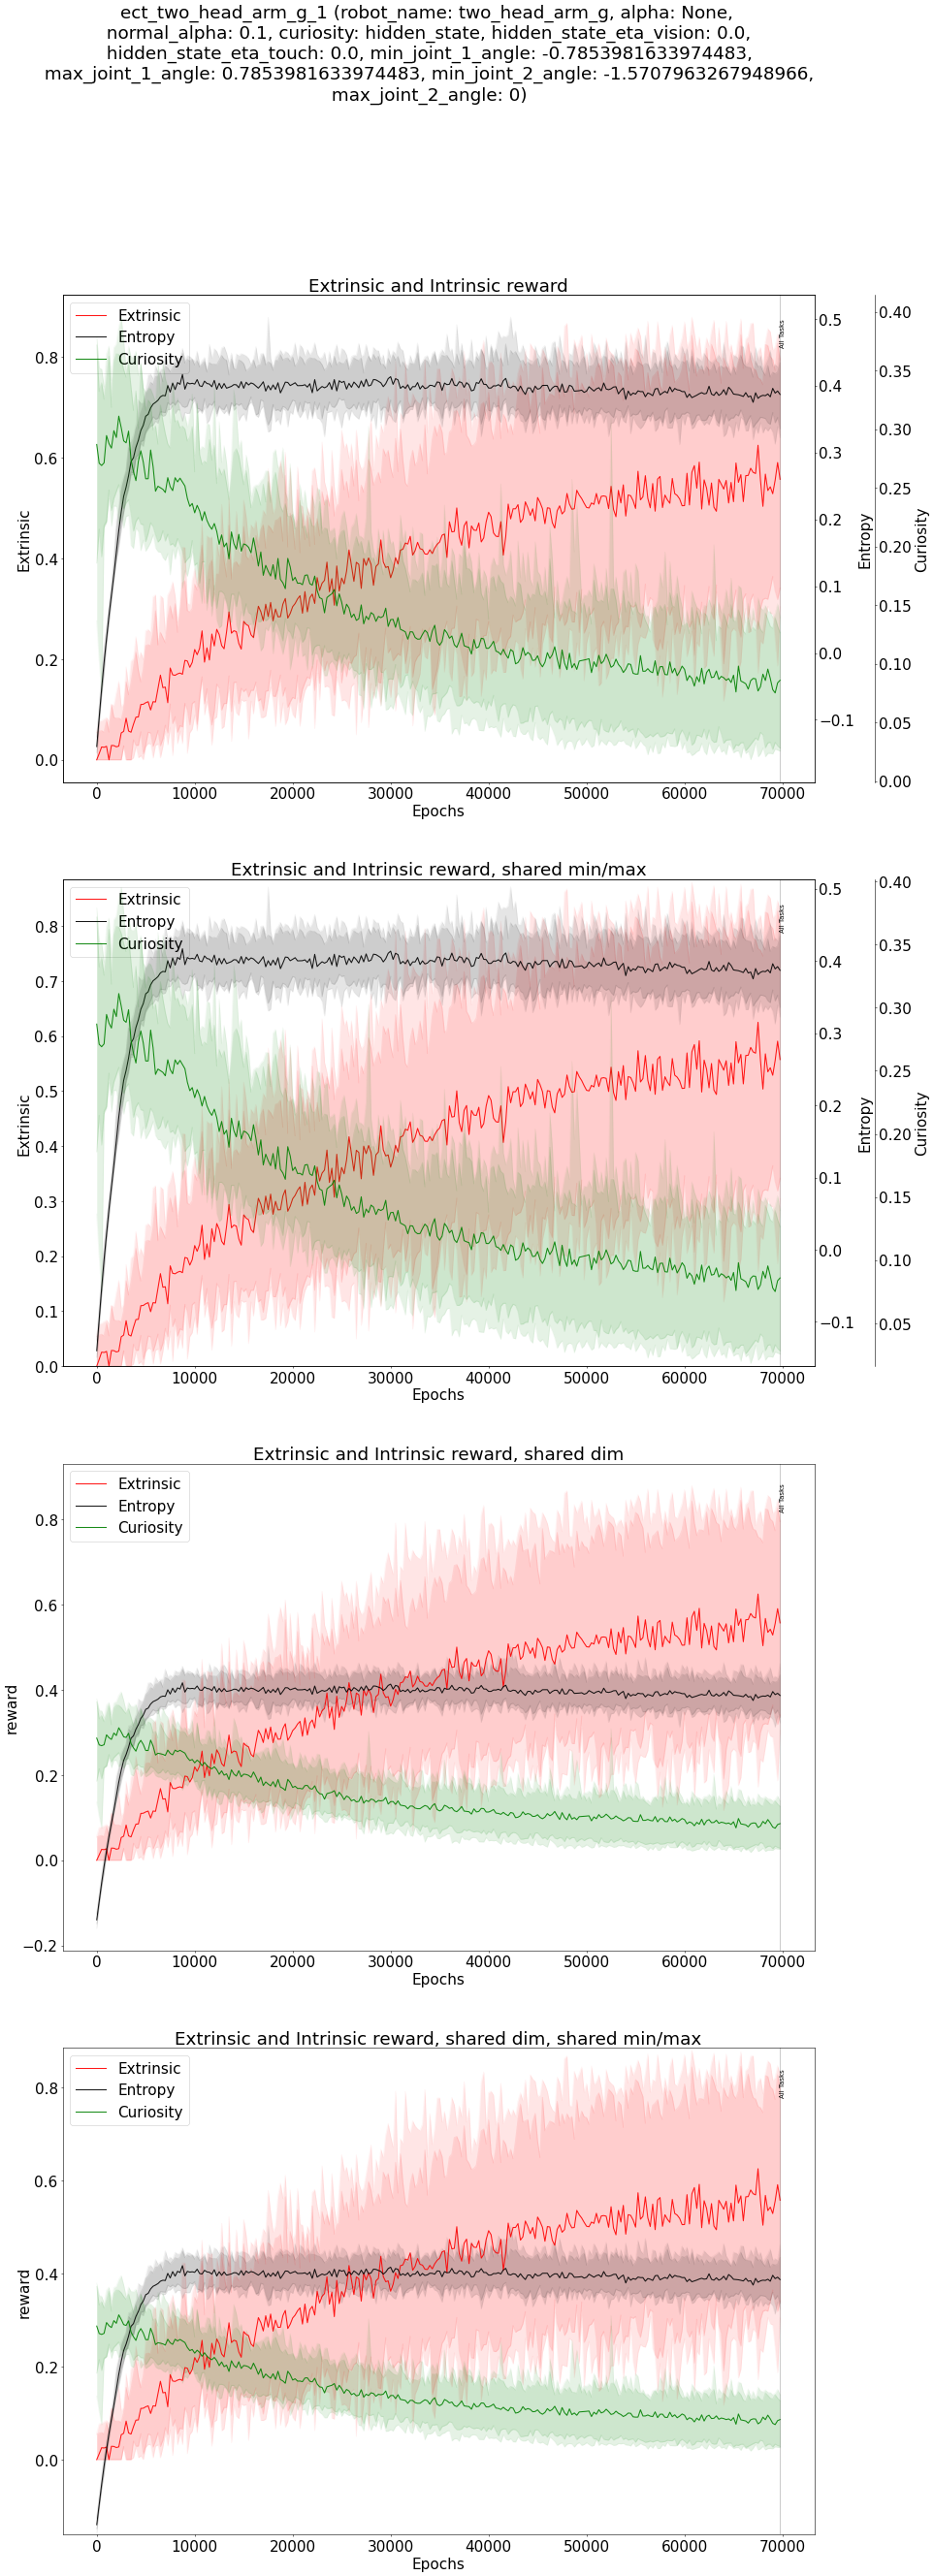 ect_two_head_arm_g_1 (robot_name: two_head_arm_g, alpha: None,
normal_alpha: 0.1, curiosity: hidden_state, hidden_state_eta_vision: 0.0,
hidden_state_eta_touch: 0.0, min_joint_1_angle: -0.7853981633974483,
max_joint_1_angle: 0.7853981633974483, min_joint_2_angle: -1.5707963267948966,
max_joint_2_angle: 0)
Extrinsic and Intrinsic reward
Extrinsic
Entropy
Curiosity
All Tasks
0.8
0.6
0.4
0.2
0.0
Extrinsic
0.5
0.4
0.3
0.2
0.1
0.0
−0.1
Entropy
0.40
0.35
0.30
0.25
0.20
0.15
0.10
0.05
0.00
Curiosity
0 10000 20000 30000 40000 50000 60000 70000
Epochs
Extrinsic and Intrinsic reward, shared min/max
Extrinsic
Entropy
Curiosity
All Tasks
0.8
0.7
0.6
0.5
0.4
0.3
0.2
0.1
0.0
Extrinsic
0.5
0.4
0.3
0.2
0.1
0.0
−0.1
Entropy
0.40
0.35
0.30
0.25
0.20
0.15
0.10
0.05
Curiosity
0 10000 20000 30000 40000 50000 60000 70000
Epochs
Extrinsic and Intrinsic reward, shared dim
Extrinsic
Entropy
Curiosity
All Tasks
0.8
0.6
0.4
0.2
0.0
−0.2
reward
0 10000 20000 30000 40000 50000 60000 70000
Epochs
Extrinsic and Intrinsic reward, shared dim, shared min/max
Extrinsic
Entropy
Curiosity
All Tasks
0.8
0.6
0.4
0.2
0.0
reward
0 10000 20000 30000 40000 50000 60000 70000
Epochs